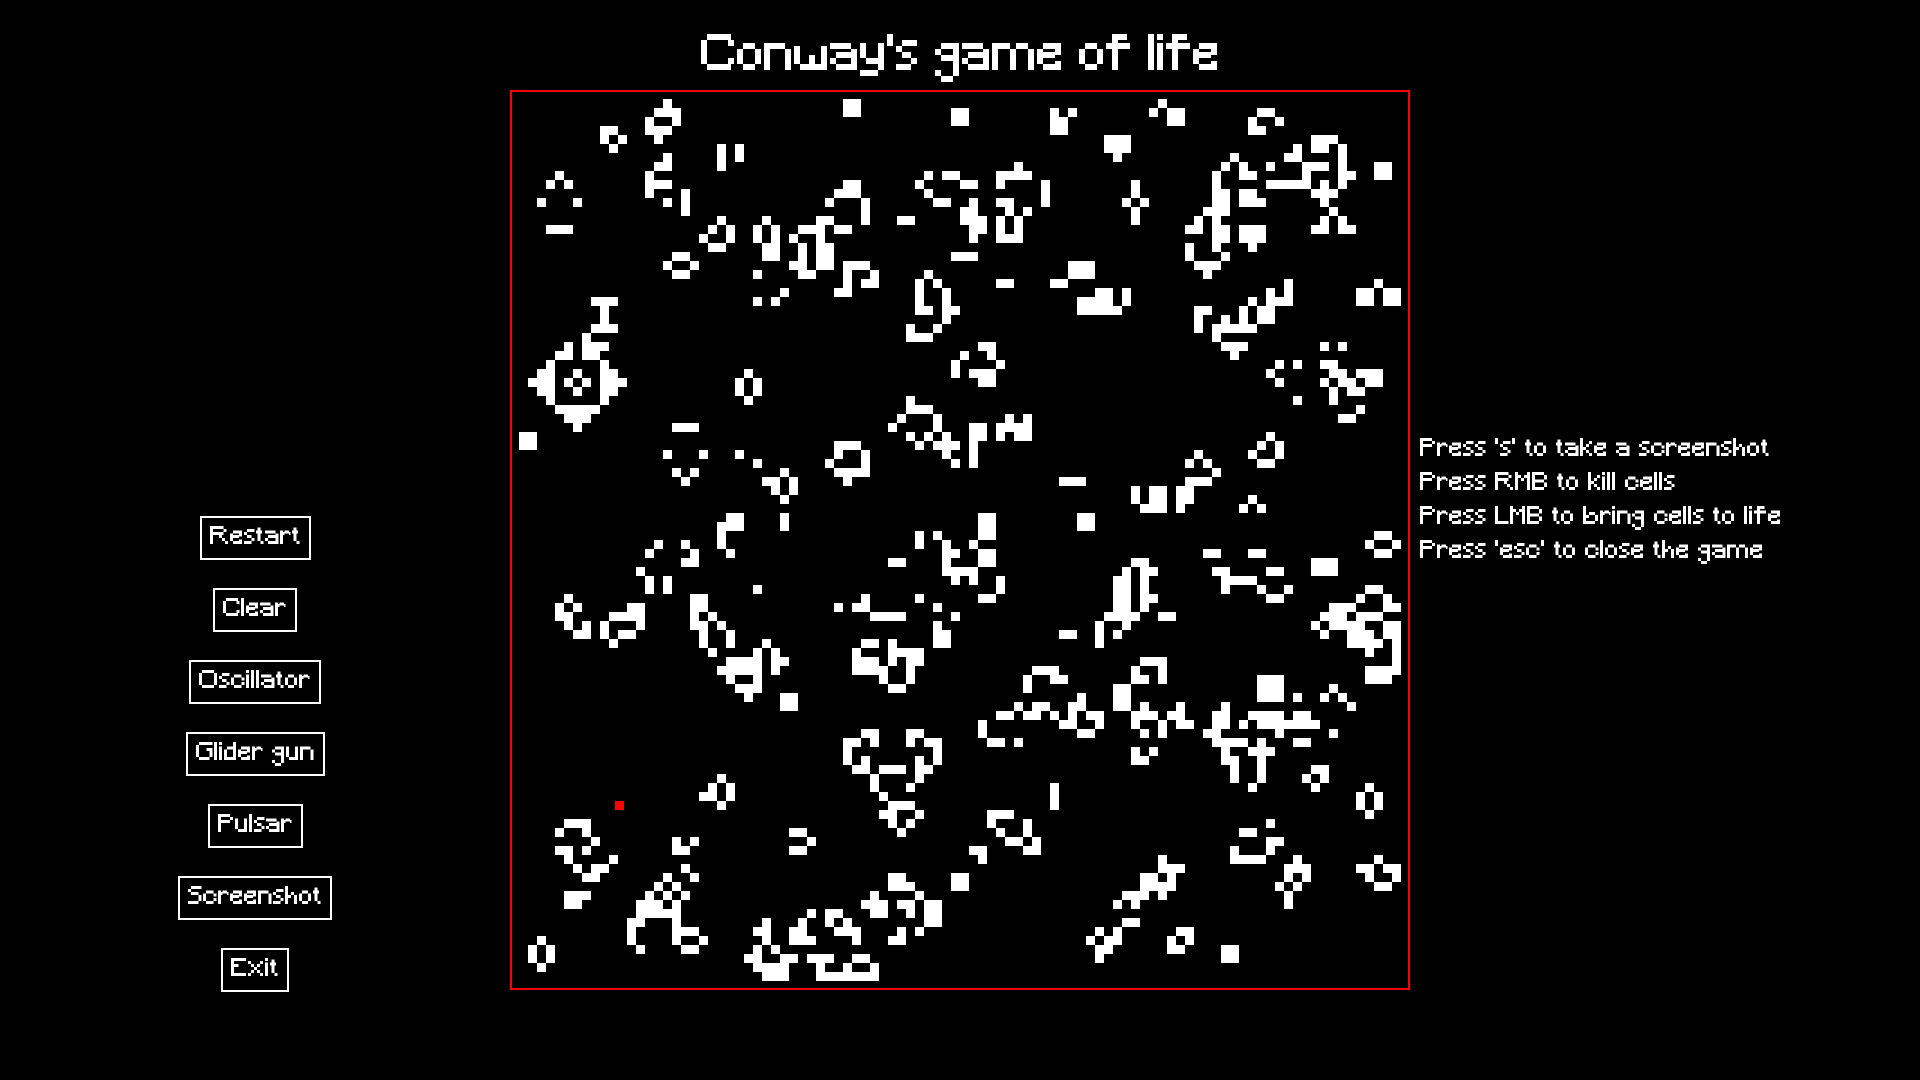 Conway's game of life
Restart
Clear
Oscillator
Glider gun
Pulsar
Screenshot
Exit
Press 's' to take a screenshot
Press RMB to kill cells
Press LMB to bring cells to life
Press 'esc' to close the game